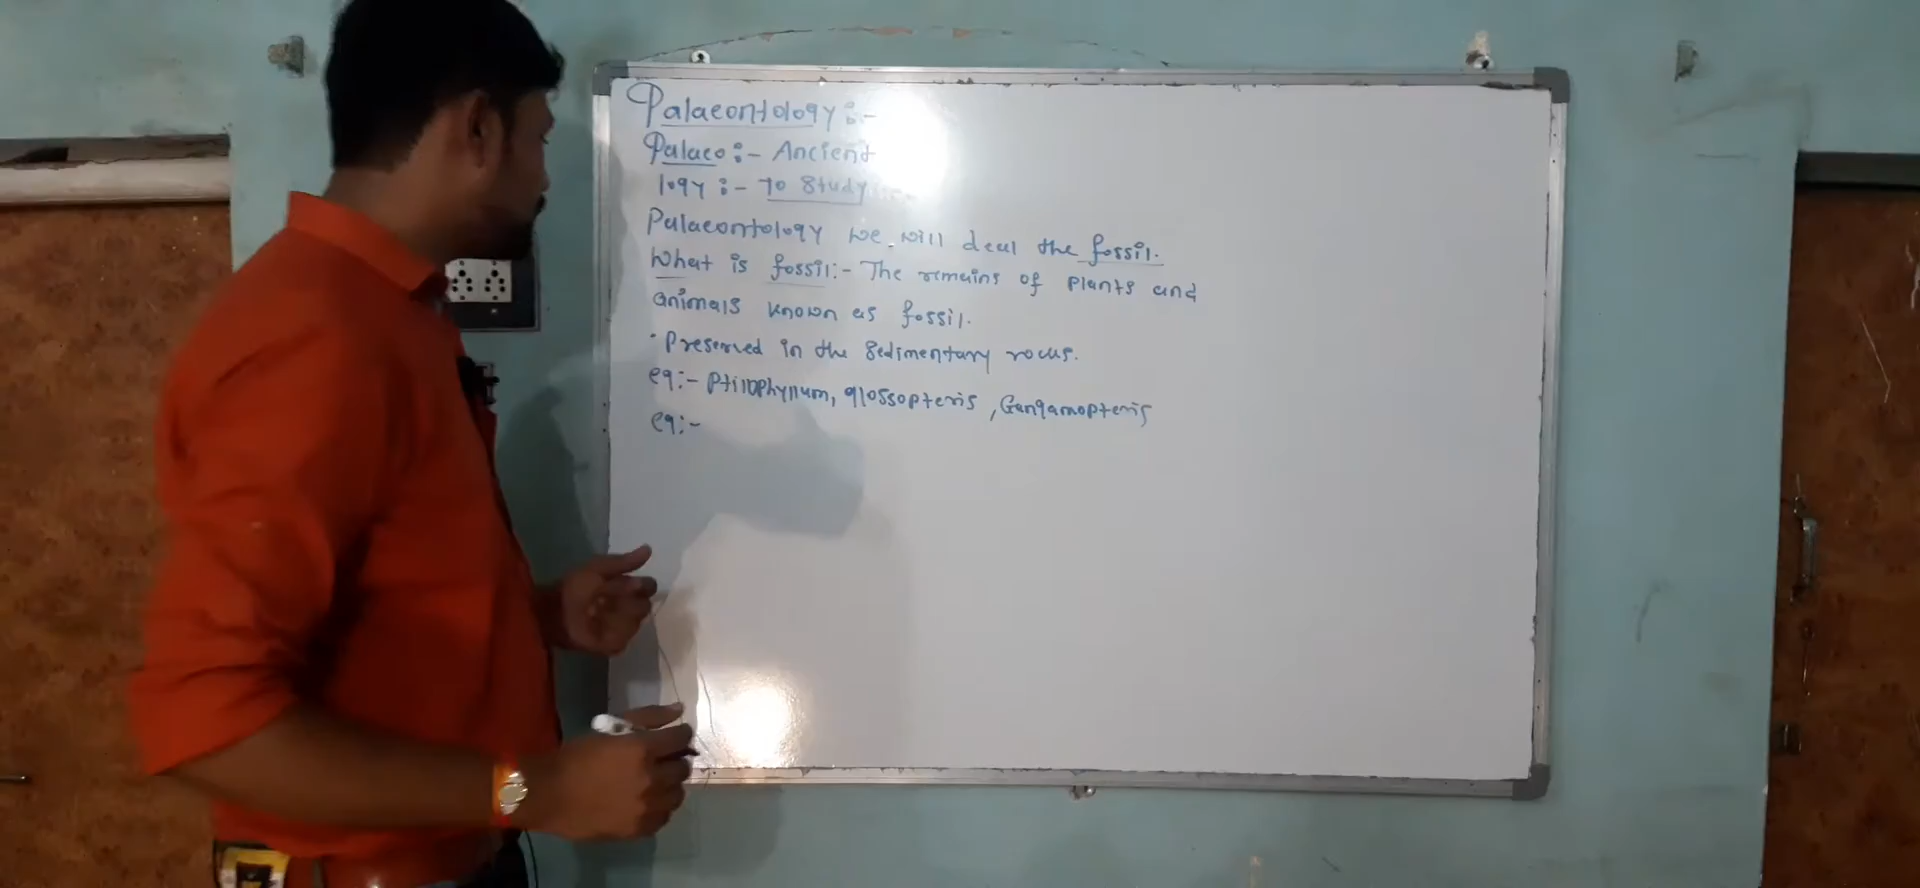 Palaeontology :-
Palaeo :- Ancient
logy :- To Study
Palaeontology we will deal the fossil.
What is fossil:- The remains of plants and
animals known as fossil.
• Preserved in the Sedimentary rocks.
eg:- Ptilophyllum, glossopteris, Gangamopteris
eg:-